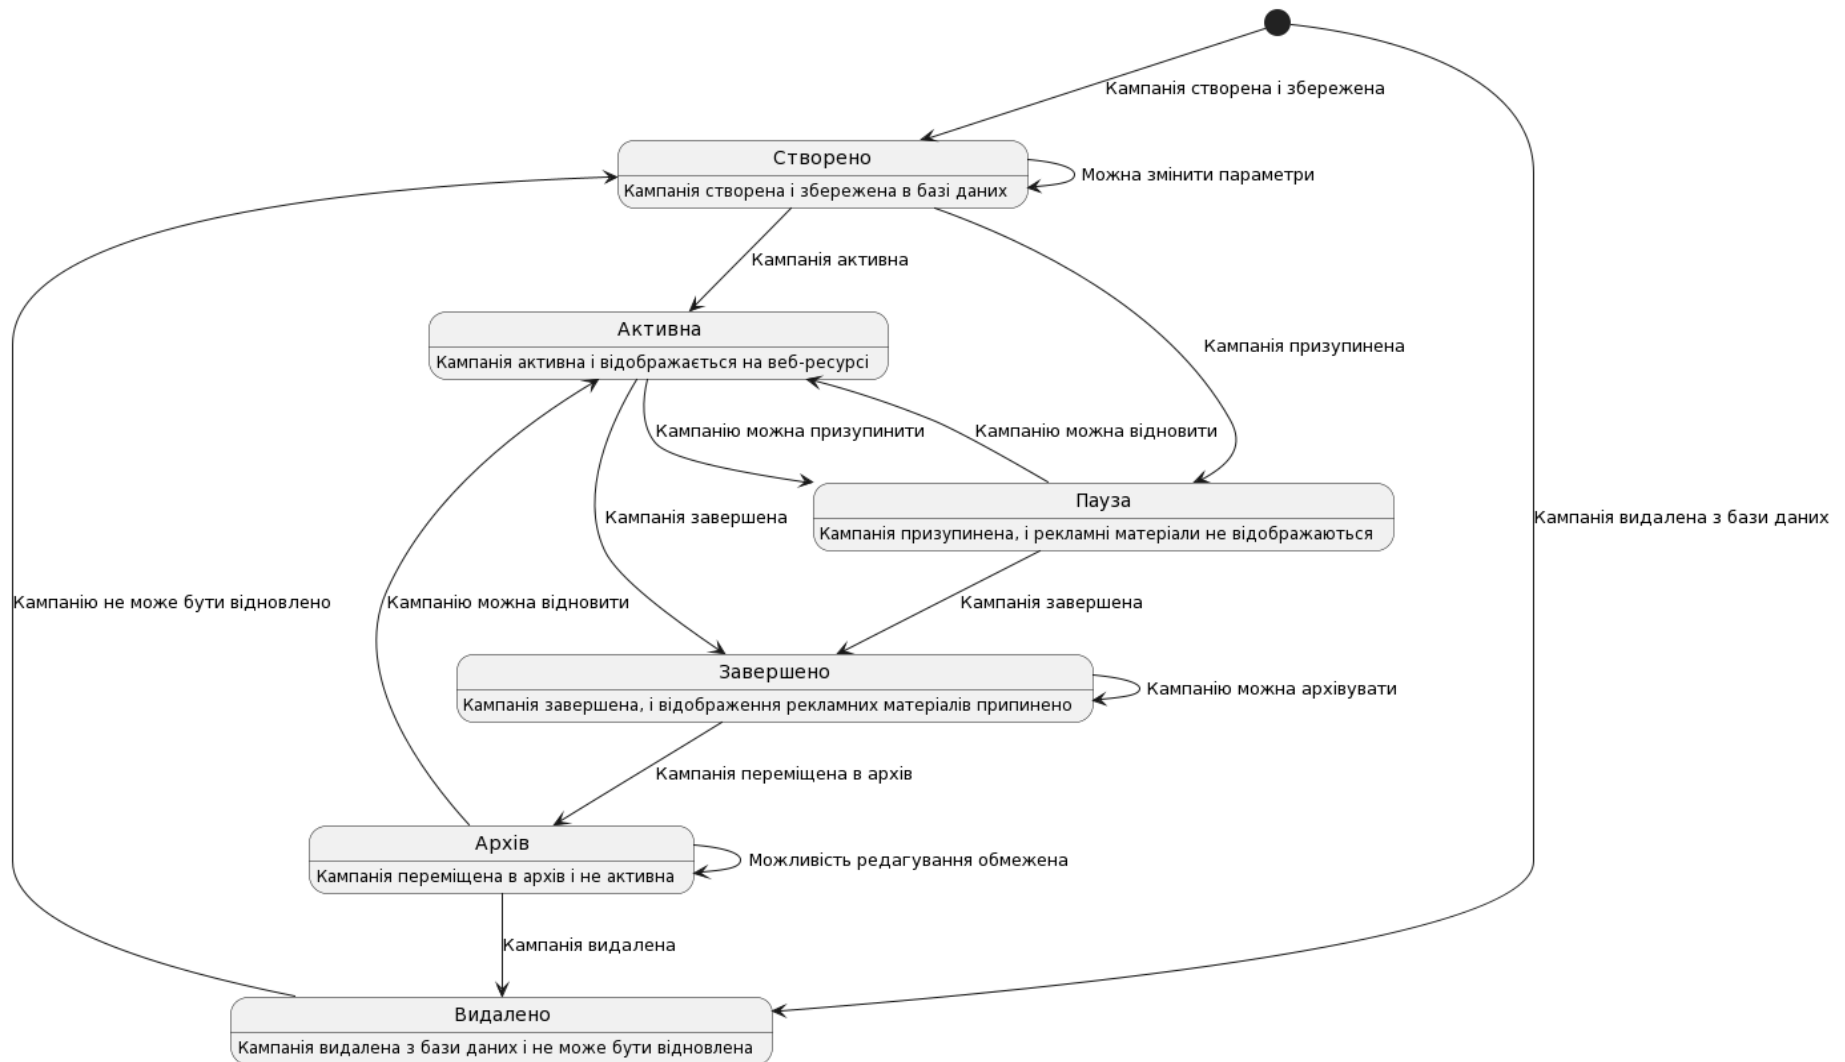 Кампанія створена і збережена
Створено
Кампанія створена і збережена в базі даних
Можна змінити параметри
Кампанія активна
Кампанія призупинена
Активна
Кампанія активна і відображається на веб-ресурсі
Кампанію можна призупинити
Кампанію можна відновити
Пауза
Кампанія призупинена, і рекламні матеріали не відображаються
Кампанія завершена
Кампанія видалена з бази даних
Кампанію не може бути відновлено
Кампанію можна відновити
Кампанія завершена
Завершено
Кампанія завершена, і відображення рекламних матеріалів припинено
Кампанію можна архівувати
Кампанія переміщена в архів
Архів
Кампанія переміщена в архів і не активна
Можливість редагування обмежена
Кампанія видалена
Видалено
Кампанія видалена з бази даних і не може бути відновлена